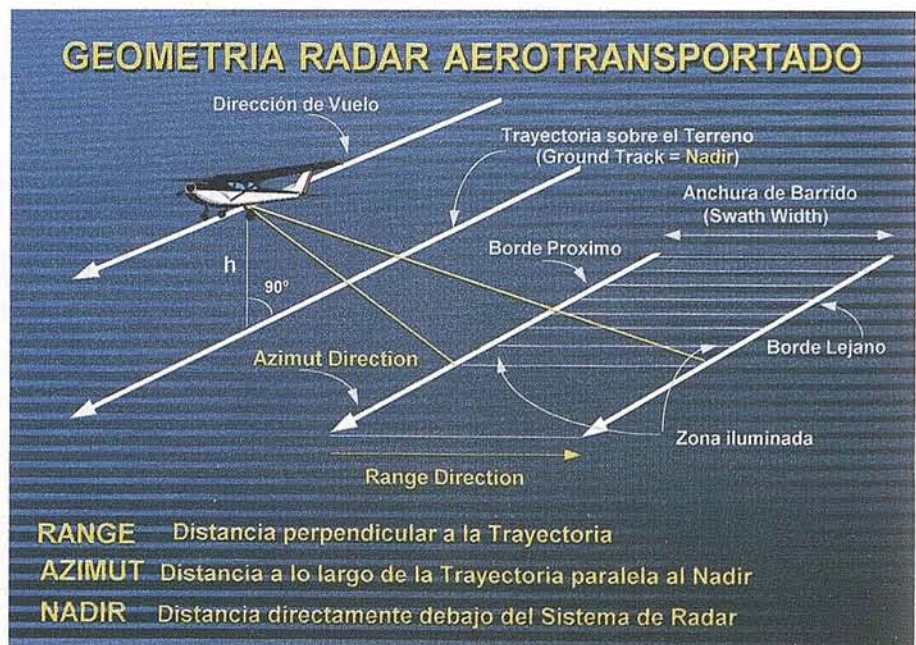 GEOMETRIA RADAR AEROTRANSPORTADO
Dirección de Vuelo
Trayectoria sobre el Terreno
(Ground Track = Nadir)
Anchura de Barrido
(Swath Width)
Borde Proximo
h
90º
Azimut Direction
Borde Lejano
Zona iluminada
Range Direction
RANGE Distancia perpendicular a la Trayectoria
AZIMUT Distancia a lo largo de la Trayectoria paralela al Nadir
NADIR Distancia directamente debajo del Sistema de Radar